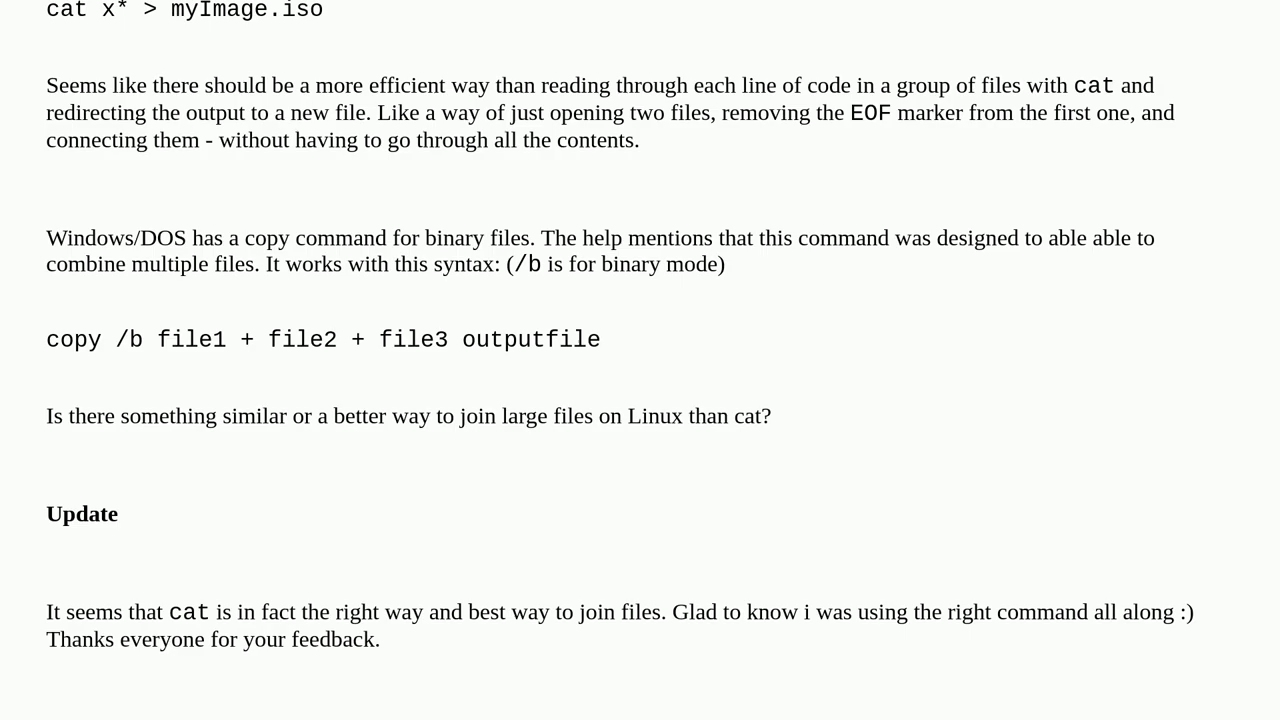 cat x* > myImage.iso
Seems like there should be a more efficient way than reading through each line of code in a group of files with cat and
redirecting the output to a new file. Like a way of just opening two files, removing the EOF marker from the first one, and
connecting them - without having to go through all the contents.
Windows/DOS has a copy command for binary files. The help mentions that this command was designed to able able to
combine multiple files. It works with this syntax: (/b is for binary mode)
copy /b file1 + file2 + file3 outputfile
Is there something similar or a better way to join large files on Linux than cat?
Update
It seems that cat is in fact the right way and best way to join files. Glad to know i was using the right command all along :)
Thanks everyone for your feedback.